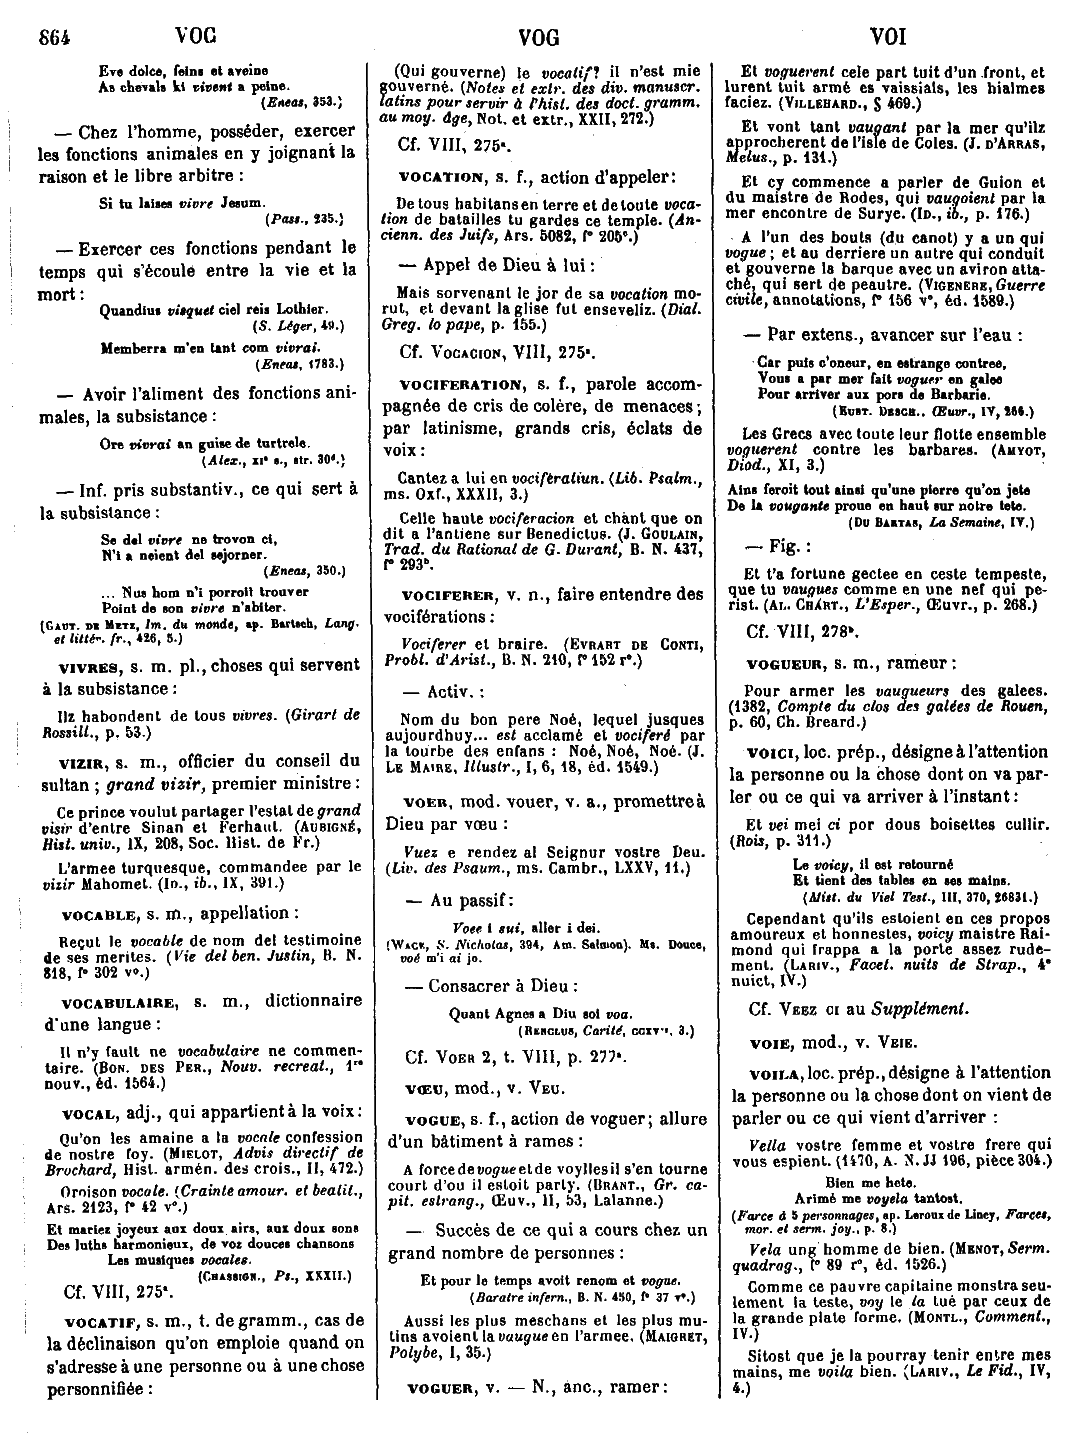 864 VOC VOG VOI
Eve dolce, feins et aveine
As chevals ki vivent a peine.
(Eneas, 353.)
— Chez l'homme, posséder, exercer
les fonctions animales en y joignant la
raison et le libre arbitre :
Si tu laises vivre Jesum.
(Pass., 235.)
— Exercer ces fonctions pendant le
temps qui s'écoule entre la vie et la
mort :
Quandius visquet ciel reis Lothier.
(S. Léger, 49.)
Memberra m'en tant com vivrai.
(Eneas, 1783.)
— Avoir l'aliment des fonctions ani-
males, la subsistance :
Ore vivrai an guise de turtrele.
(Alex., XIe s., str. 30d.)
— Inf. pris substantiv., ce qui sert à
la subsistance :
Se del vivre ne trovon ci,
N'i a neient del sejorner.
(Eneas, 350.)
... Nus hom n'i porroit trouver
Point de son vivre n'abiter.
(GAUT. DE METZ, Im. du monde, ap. Bartsch, Lang.
et littér. fr., 426, 5.)
VIVRES, s. m. pl., choses qui servent
à la subsistance :
Ilz habondent de tous vivres. (Girart de
Rossill., p. 53.)
VIZIR, s. m., officier du conseil du
sultan ; grand vizir, premier ministre :
Ce prince voulut partager l'estat de grand
visir d'entre Sinan et Ferhaut. (AUBIGNÉ,
Hist. univ., IX, 208, Soc. Hist. de Fr.)
L'armee turquesque, commandee par le
vizir Mahomet. (ID., ib., IX, 391.)
VOCABLE, s. m., appellation :
Reçut le vocable de nom del testimoine
de ses merites. (Vie del ben. Justin, B. N.
818, f° 302 v°.)
VOCABULAIRE, s. m., dictionnaire
d'une langue :
Il n'y fault ne vocabulaire ne commen-
taire. (BON. DES PER., Nouv. recreal., 1re
nouv., éd. 1564.)
VOCAL, adj., qui appartient à la voix :
Qu'on les amaine a la vocale confession
de nostre foy. (MIELOT, Advis directif de
Brochard, Hist. armén. des crois., II, 472.)
Oroison vocale. (Crainte amour. et beatit.,
Ars. 2123, f° 42 v°.)
Et mariez joyeux aux doux airs, aux doux sons
Des luths harmonieux, de voz douces chansons
Les musiques vocales.
(CHASSIGN., Ps., XXXII.)
Cf. VIII, 275a.
VOCATIF, s. m., t. de gramm., cas de
la déclinaison qu'on emploie quand on
s'adresse à une personne ou à une chose
personnifiée :
(Qui gouverne) le vocatif? il n'est mie
gouverné. (Notes et extr. des div. manuscr.
latins pour servir à l'hist. des doct. gramm.
au moy. âge, Not. et extr., XXII, 272.)
Cf. VIII, 275a.
VOCATION, s. f., action d'appeler :
De tous habitans en terre et de toute voca-
tion de batailles tu gardes ce temple. (An-
cienn. des Juifs, Ars. 5082, f° 205c.)
— Appel de Dieu à lui :
Mais sorvenant le jor de sa vocation mo-
rut, et devant la glise fut enseveliz. (Dial.
Greg. lo pape, p. 155.)
Cf. VOCACION, VIII, 275a.
VOCIFERATION, s. f., parole accom-
pagnée de cris de colère, de menaces ;
par latinisme, grands cris, éclats de
voix :
Cantez a lui en vociferatiun. (Lib. Psalm.,
ms. Oxf., XXXII, 3.)
Celle haute vociferacion et chant que on
dit a l'antiene sur Benedictus. (J. GOULAIN,
Trad. du Rational de G. Durant, B. N. 437,
f° 293b.
VOCIFERER, v. n., faire entendre des
vociférations :
Vociferer et braire. (EVRART DE CONTI,
Probl. d'Arist., B. N. 210, f° 152 r°.)
— Activ. :
Nom du bon pere Noé, lequel jusques
aujourdhuy... est acclamé et vociferé par
la tourbe des enfans : Noé, Noé, Noé. (J.
LE MAIRE, Illustr., I, 6, 18, éd. 1549.)
VOER, mod. vouer, v. a., promettre à
Dieu par vœu :
Vuez e rendez al Seignur vostre Deu.
(Liv. des Psaum., ms. Cambr., LXXV, 11.)
— Au passif :
Voee i sui, aller i dei.
(WACE, S. Nicholas, 394, Am. Salmon). Ms. Douce,
voé m'i ai jo.
— Consacrer à Dieu :
Quant Agnes a Diu soi voa.
(RENCLUS, Carité, CCXV, 3.)
Cf. VOER 2, t. VIII, p. 277a.
VŒU, mod., v. VEU.
VOGUE, s. f., action de voguer ; allure
d'un bâtiment à rames :
A force de vogue et de voylles il s'en tourne
court d'ou il estoit party. (BRANT., Gr. ca-
pit. estrang., Œuv., II, 53, Lalanne.)
— Succès de ce qui a cours chez un
grand nombre de personnes :
Et pour le temps avoit renom et vogue.
(Baratre infern., B. N. 450, f° 37 v°.)
Aussi les plus meschans et les plus mu-
tins avoient la vaugue en l'armee. (MAIGRET,
Polybe, I, 35.)
VOGUER, v. — N., anc., ramer :
Et voguerent cele part tuit d'un front, et
furent tuit armé es vaissials, les hialmes
faciez. (VILLEHARD., § 469.)
Et vont tant vaugant par la mer qu'ilz
approcherent de l'isle de Coles. (J. D'ARRAS,
Melus., p. 131.)
Et cy commence a parler de Guion et
du maistre de Rodes, qui vaugoient par la
mer encontre de Surye. (ID., ib., p. 176.)
A l'un des bouts (du canot) y a un qui
vogue ; et au derriere un autre qui conduit
et gouverne la barque avec un aviron atta-
ché, qui sert de peautre. (VIGENERE, Guerre
civile, annotations, f° 156 v°, éd. 1589.)
— Par extens., avancer sur l'eau :
Car puis c'oneur, en estrange contree,
Vous a par mer fait voguer en galee
Pour arriver aux pors de Barbarie.
(EUST. DESCH., Œuvr., IV, 266.)
Les Grecs avec toute leur flotte ensemble
voguerent contre les barbares. (AMYOT,
Diod., XI, 3.)
Ains feroit tout ainsi qu'une pierre qu'on jete
De la vougante proue en haut sur notre tete.
(DU BARTAS, La Semaine, IV.)
— Fig. :
Et t'a fortune gectee en ceste tempeste,
que tu vaugues comme en une nef qui pe-
rist. (AL. CHART., L'Esper., Œuvr., p. 268.)
Cf. VIII, 278b.
VOGUEUR, s. m., rameur :
Pour armer les vaugueurs des galees.
(1382, Compte du clos des galées de Rouen,
p. 60, Ch. Breard.)
VOICI, loc. prép., désigne à l'attention
la personne ou la chose dont on va par-
ler ou ce qui va arriver à l'instant :
Et vei mei ci por dous boisettes cullir.
(Rois, p. 311.)
Le voicy, il est retourné
Et tient des tables en ses mains.
(Mist. du Viel Test., III, 370, 26831.)
Cependant qu'ils estoient en ces propos
amoureux et honnestes, voicy maistre Rai-
mond qui frappa a la porte assez rude-
ment. (LARIV., Facet. nuits de Strap., 4e
nuict, IV.)
Cf. VEEZ CI au Supplément.
VOIE, mod., v. VEIE.
VOILA, loc. prép., désigne à l'attention
la personne ou la chose dont on vient de
parler ou ce qui vient d'arriver :
Vella vostre femme et vostre frere qui
vous espient. (1470, A. N. JJ 196, pièce 304.)
Bien me hete.
Arimé me voyela tantost.
(Farce à 5 personnages, ap. Leroux de Lincy, Farces,
mor. et serm. joy., p. 8.)
Vela ung homme de bien. (MENOT, Serm.
quadrag., f° 89 r°, éd. 1526.)
Comme ce pauvre capitaine monstra seu-
lement la teste, voy le la tué par ceux de
la grande plate forme. (MONTL., Comment.,
IV.)
Sitost que je la pourray tenir entre mes
mains, me voila bien. (LARIV., Le Fid., IV,
4.)